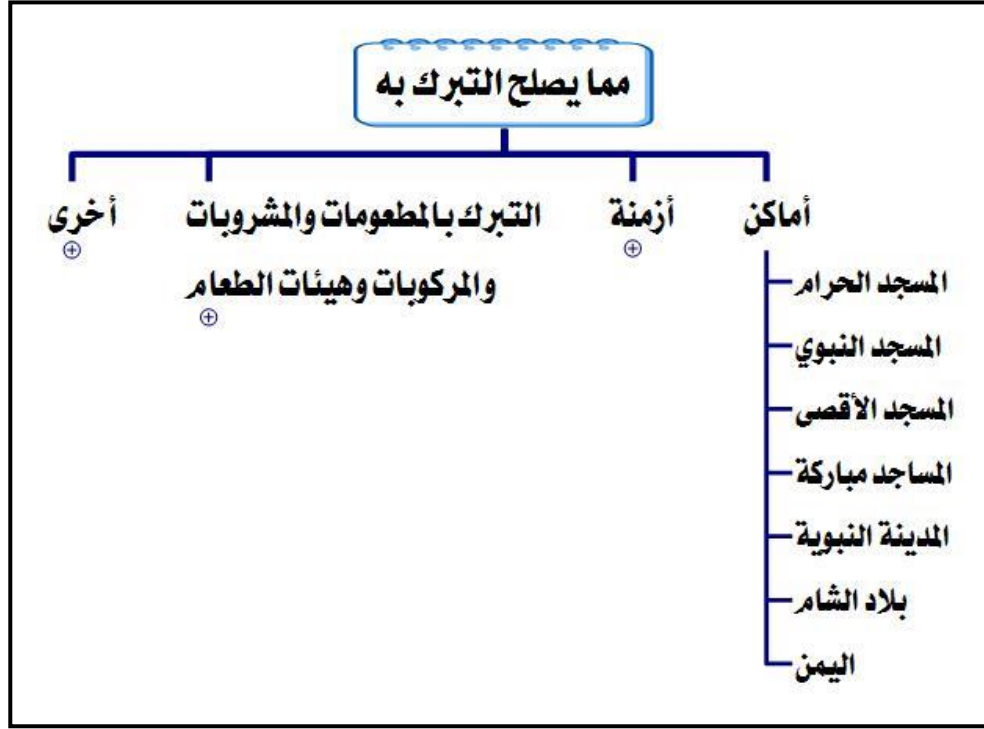 مما يصلح التبرك به
أماكن
المسجد الحرام
المسجد النبوي
المسجد الأقصى
المساجد مباركة
المدينة النبوية
بلاد الشام
اليمن
أزمنة
التبرك بالمطعومات والمشروبات
والمركوبات وهيئات الطعام
أخرى